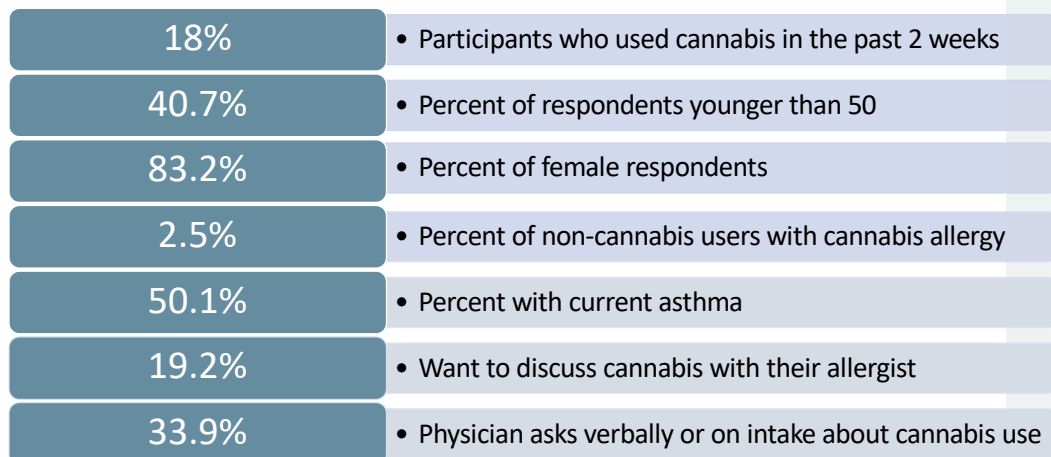 18%
• Participants who used cannabis in the past 2 weeks
40.7%
• Percent of respondents younger than 50
83.2%
• Percent of female respondents
2.5%
• Percent of non-cannabis users with cannabis allergy
50.1%
• Percent with current asthma
19.2%
• Want to discuss cannabis with their allergist
33.9%
• Physician asks verbally or on intake about cannabis use